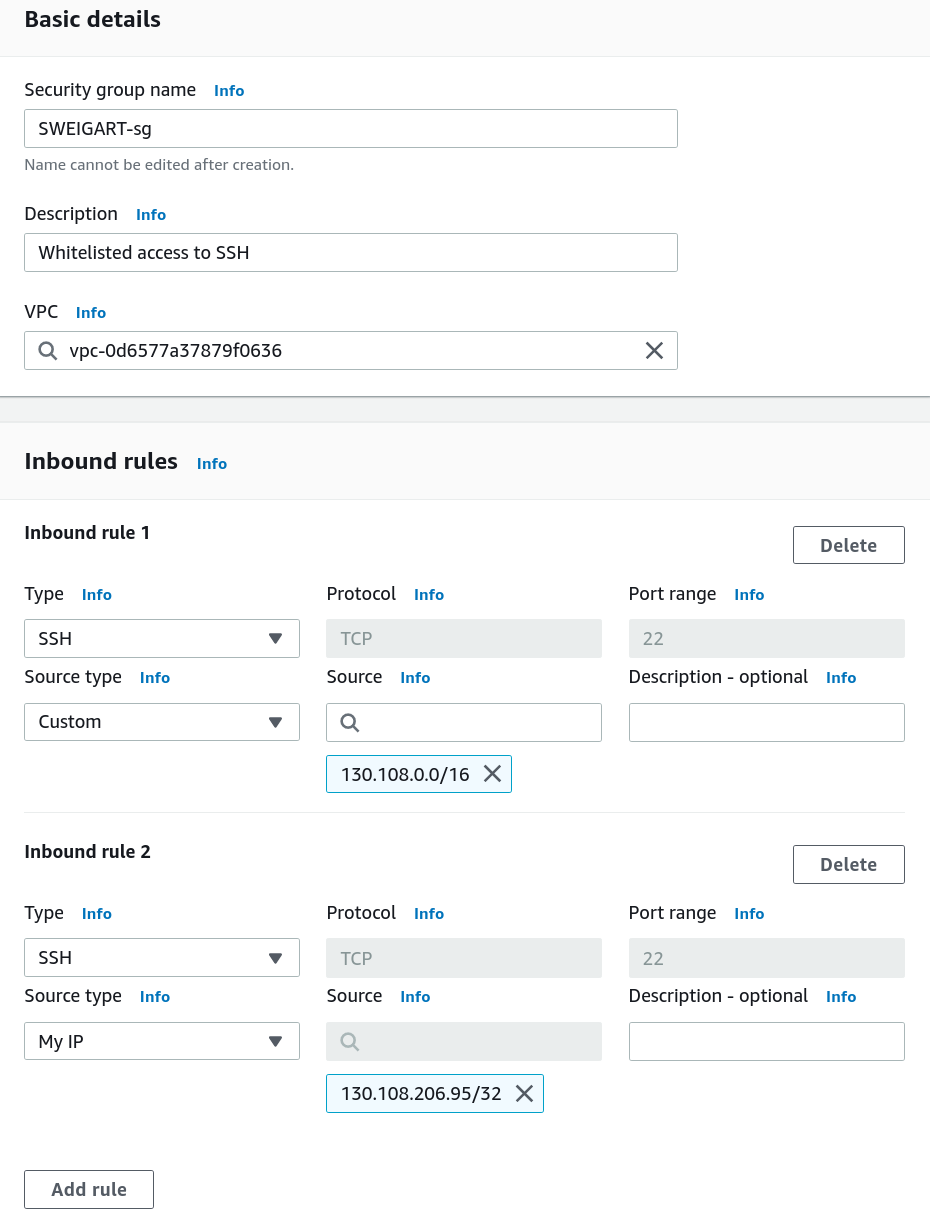 Basic details
Security group name Info
SWEIGART-sg
Name cannot be edited after creation.
Description Info
Whitelisted access to SSH
VPC Info
vpc-0d6577a37879f0636
Inbound rules Info
Inbound rule 1
Delete
Type Info Protocol Info Port range Info
SSH TCP 22
Source type Info Source Info Description - optional Info
Custom
130.108.0.0/16
Inbound rule 2
Delete
Type Info Protocol Info Port range Info
SSH TCP 22
Source type Info Source Info Description - optional Info
My IP
130.108.206.95/32
Add rule